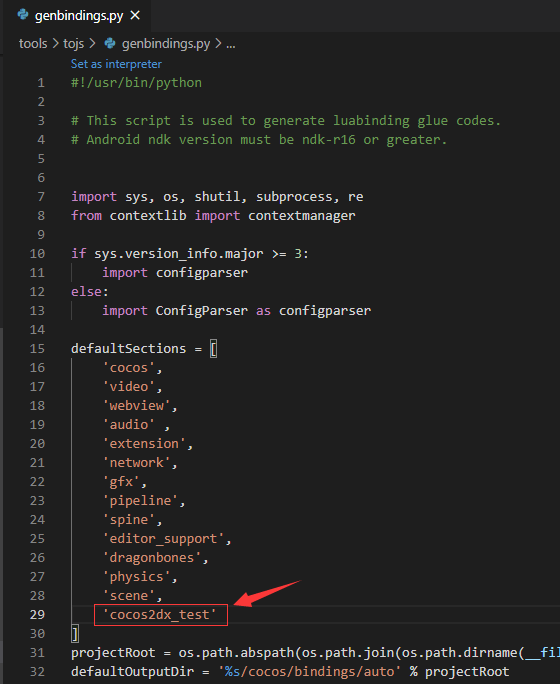 genbindings.py
tools > tojs > genbindings.py > ...
Set as interpreter
1 #!/usr/bin/python
2
3 # This script is used to generate luabinding glue codes.
4 # Android ndk version must be ndk-r16 or greater.
5
6
7 import sys, os, shutil, subprocess, re
8 from contextlib import contextmanager
9
10 if sys.version_info.major >= 3:
11     import configparser
12 else:
13     import ConfigParser as configparser
14
15 defaultSections = [
16     'cocos',
17     'video',
18     'webview',
19     'audio' ,
20     'extension',
21     'network',
22     'gfx',
23     'pipeline',
24     'spine',
25     'editor_support',
26     'dragonbones',
27     'physics',
28     'scene',
29     'cocos2dx_test'
30 ]
31 projectRoot = os.path.abspath(os.path.join(os.path.dirname(__fil
32 defaultOutputDir = '%s/cocos/bindings/auto' % projectRoot